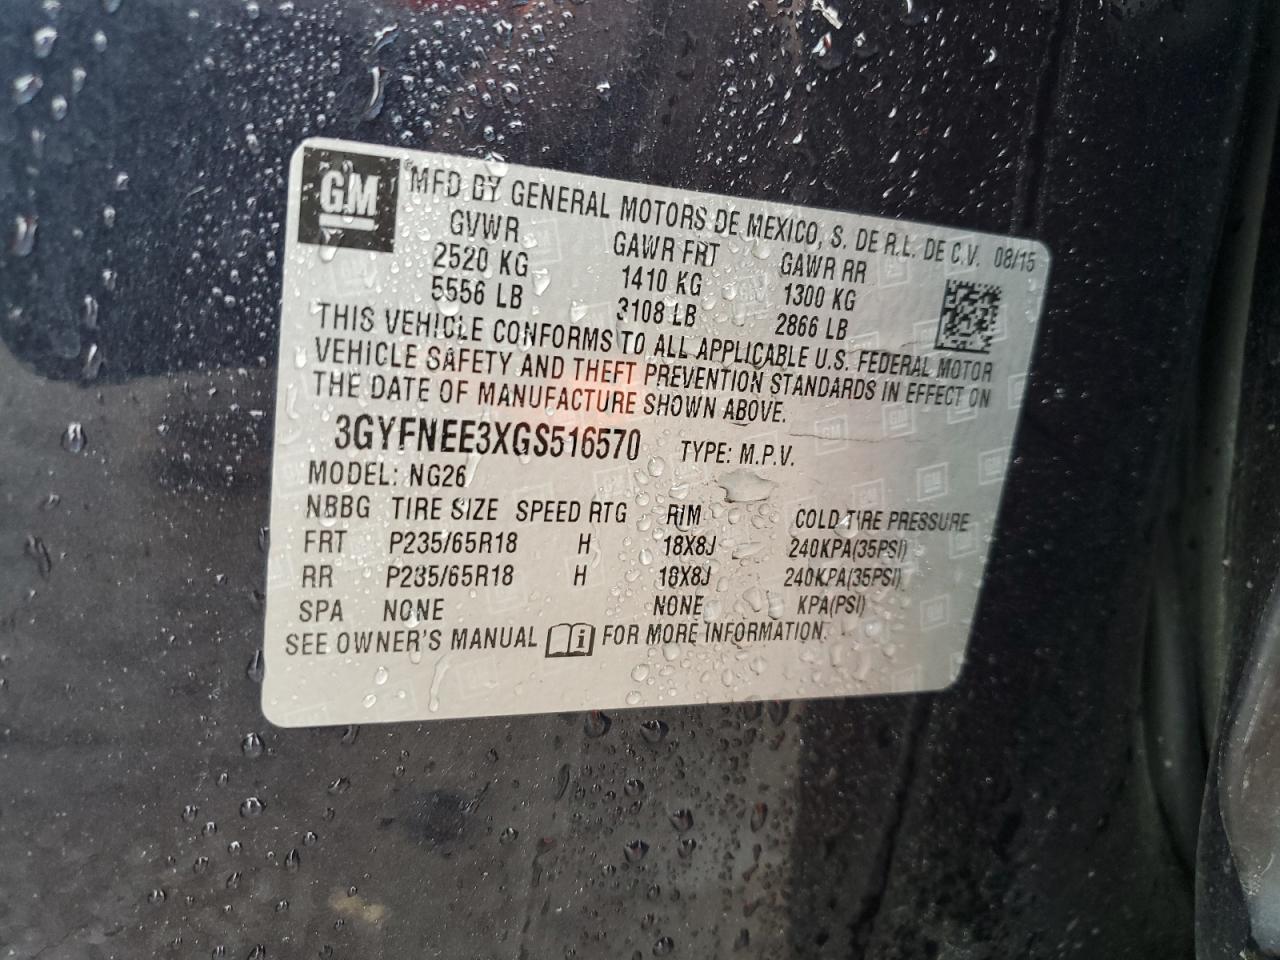 GM
MFD BY GENERAL MOTORS DE MEXICO, S. DE R.L. DE C.V. 08/15
GVWR GAWR FRT GAWR RR
2520 KG 1410 KG 1300 KG
5556 LB 3108 LB 2866 LB
THIS VEHICLE CONFORMS TO ALL APPLICABLE U.S. FEDERAL MOTOR
VEHICLE SAFETY AND THEFT PREVENTION STANDARDS IN EFFECT ON
THE DATE OF MANUFACTURE SHOWN ABOVE.
3GYFNEE3XGS516570 TYPE: M.P.V.
MODEL: NG26
NBBG TIRE SIZE SPEED RTG RIM COLD TIRE PRESSURE
FRT P235/65R18 H 18X8J 240KPA(35PSI)
RR P235/65R18 H 18X8J 240KPA(35PSI)
SPA NONE NONE KPA(PSI)
SEE OWNER'S MANUAL i FOR MORE INFORMATION.